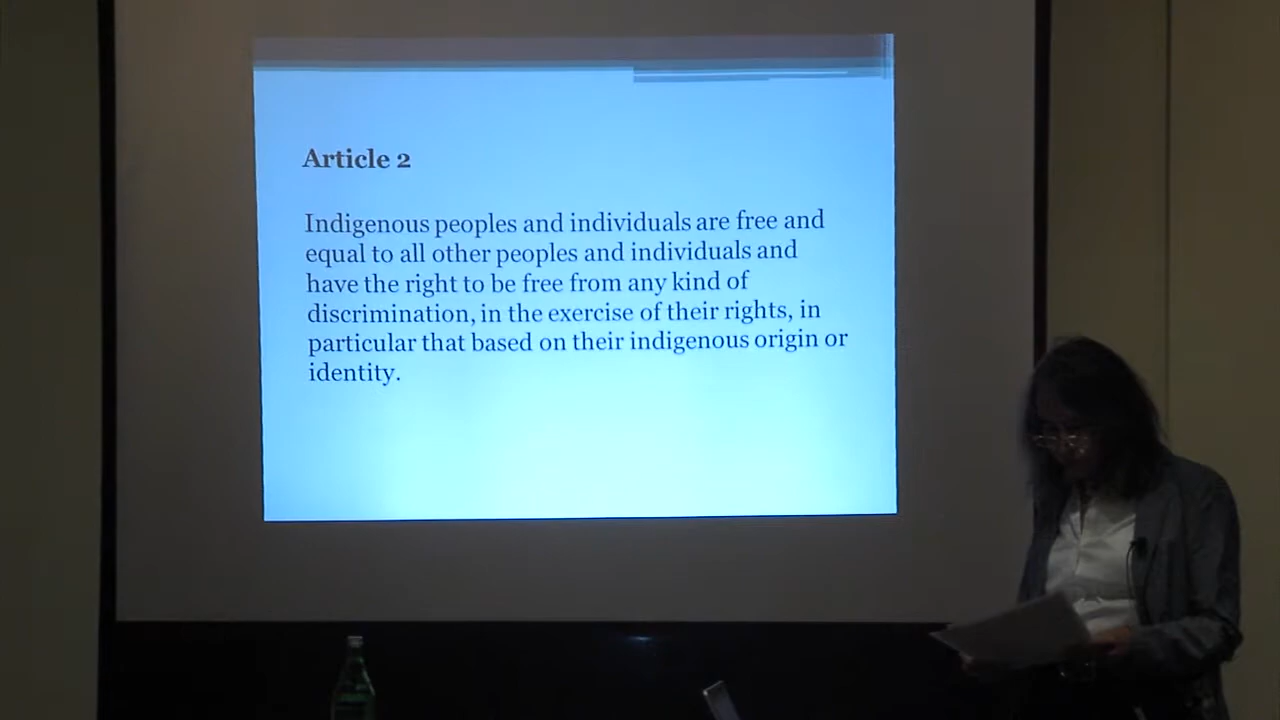 Article 2
Indigenous peoples and individuals are free and
equal to all other peoples and individuals and
have the right to be free from any kind of
discrimination, in the exercise of their rights, in
particular that based on their indigenous origin or
identity.